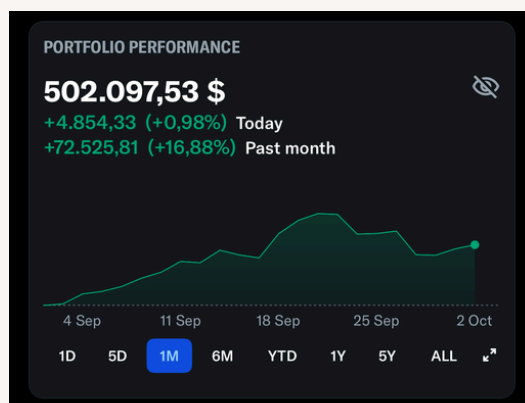 PORTFOLIO PERFORMANCE
502.097,53 $
+4.854,33 (+0,98%) Today
+72.525,81 (+16,88%) Past month
4 Sep 11 Sep 18 Sep 25 Sep 2 Oct
1D 5D 1M 6M YTD 1Y 5Y ALL